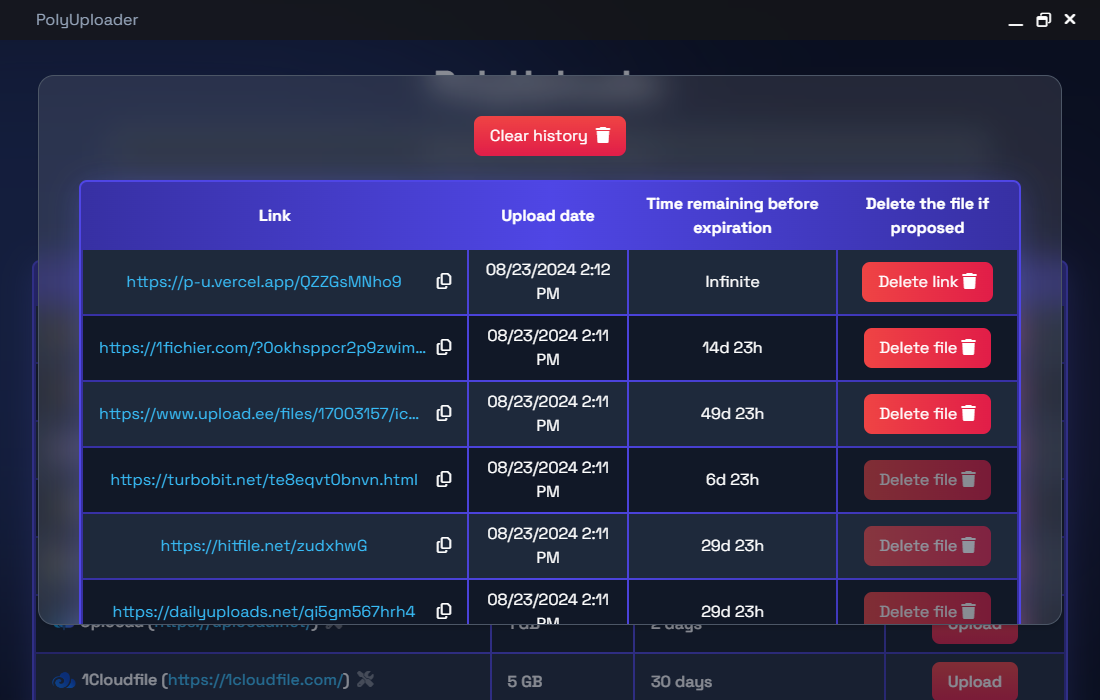 PolyUploader
Clear history
Link
Upload date
Time remaining before
expiration
Delete the file if
proposed
https://p-u.vercel.app/QZZGsMNho9
08/23/2024 2:12
PM
Infinite
Delete link
https://1fichier.com/?0okhsppcr2p9zwim...
08/23/2024 2:11
PM
14d 23h
Delete file
https://www.upload.ee/files/17003157/ic...
08/23/2024 2:11
PM
49d 23h
Delete file
https://turbobit.net/te8eqvt0bnvn.html
08/23/2024 2:11
PM
6d 23h
Delete file
https://hitfile.net/zudxhwG
08/23/2024 2:11
PM
29d 23h
Delete file
https://dailyuploads.net/qi5gm567hrh4
08/23/2024 2:11
PM
29d 23h
Delete file
2 days
Upload
1Cloudfile (https://1cloudfile.com/)
5 GB
30 days
Upload